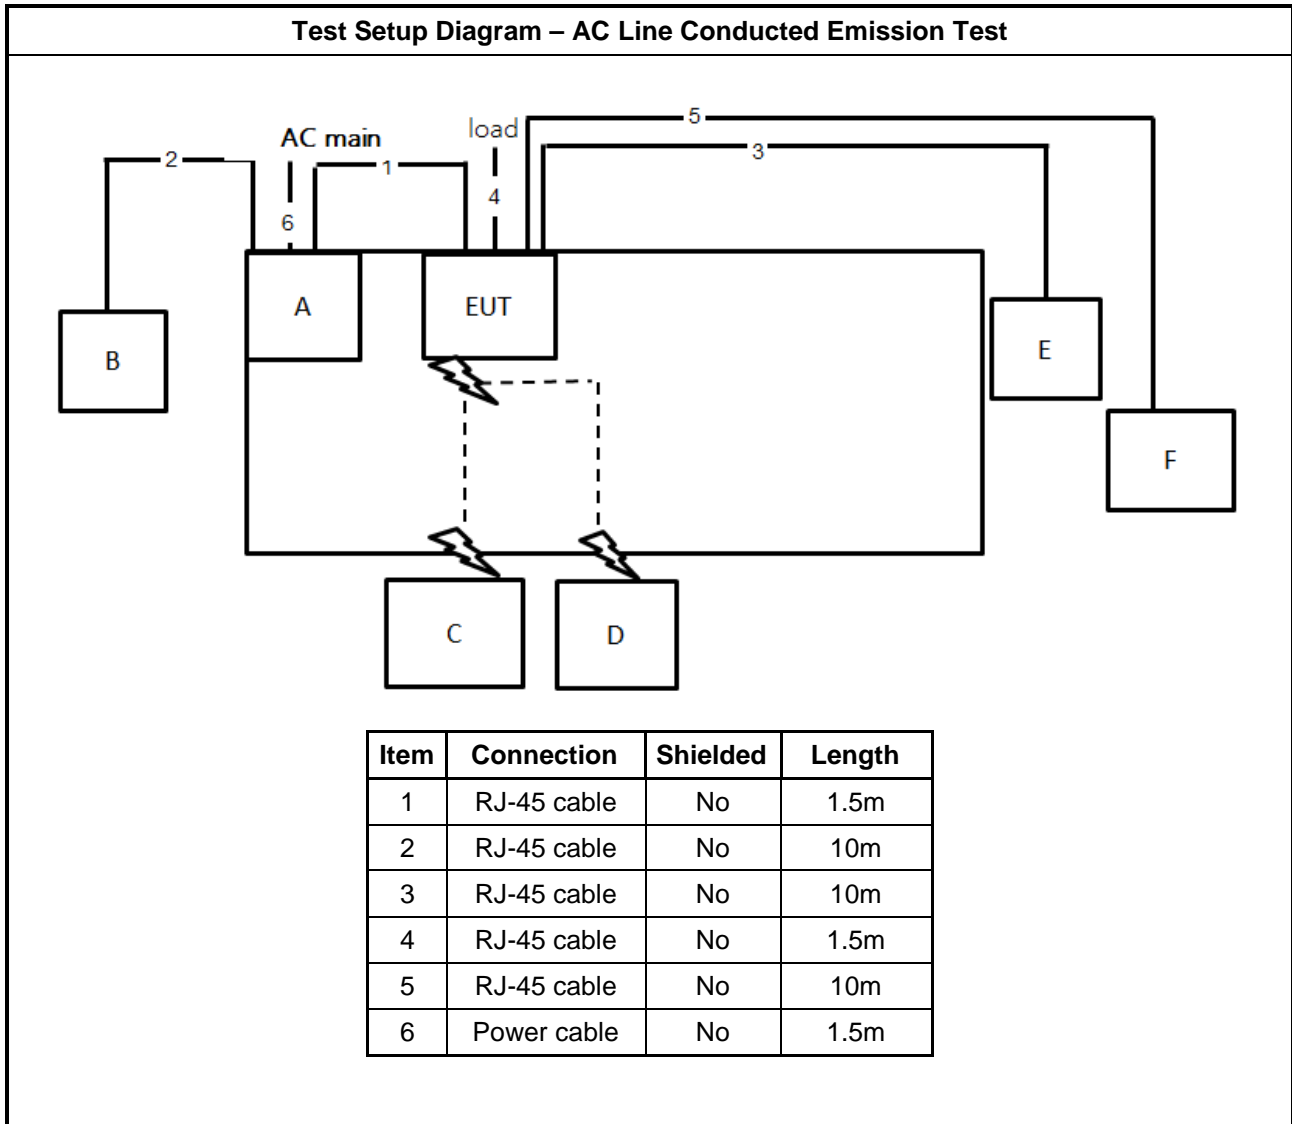 Test Setup Diagram – AC Line Conducted Emission Test
5
load
AC main
3
2
1
4
6
A
EUT
B
E
F
C
D
Item Connection Shielded Length
1 RJ-45 cable No 1.5m
2 RJ-45 cable No 10m
3 RJ-45 cable No 10m
4 RJ-45 cable No 1.5m
5 RJ-45 cable No 10m
6 Power cable No 1.5m